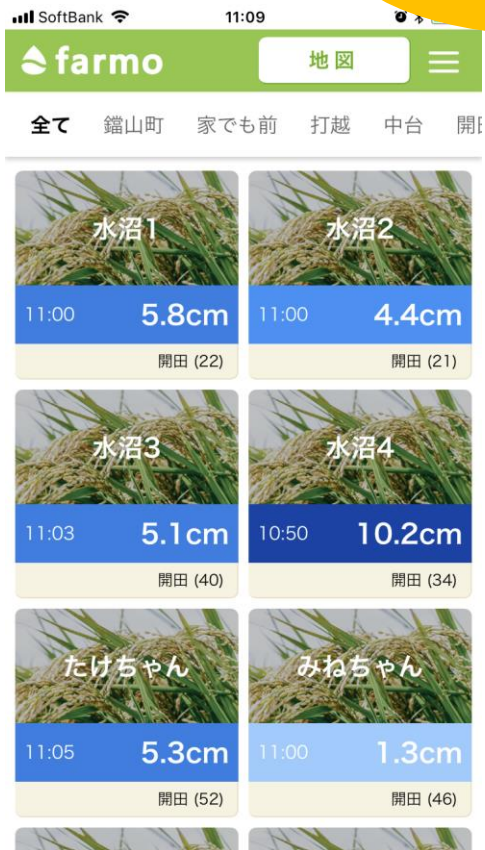 SoftBank 11:09
farmo 地図
全て 鐺山町 家でも前 打越 中台 開田
水沼1 水沼2
11:00 5.8cm 11:00 4.4cm
開田 (22) 開田 (21)
水沼3 水沼4
11:03 5.1cm 10:50 10.2cm
開田 (40) 開田 (34)
たけちゃん みねちゃん
11:05 5.3cm 11:00 1.3cm
開田 (52) 開田 (46)